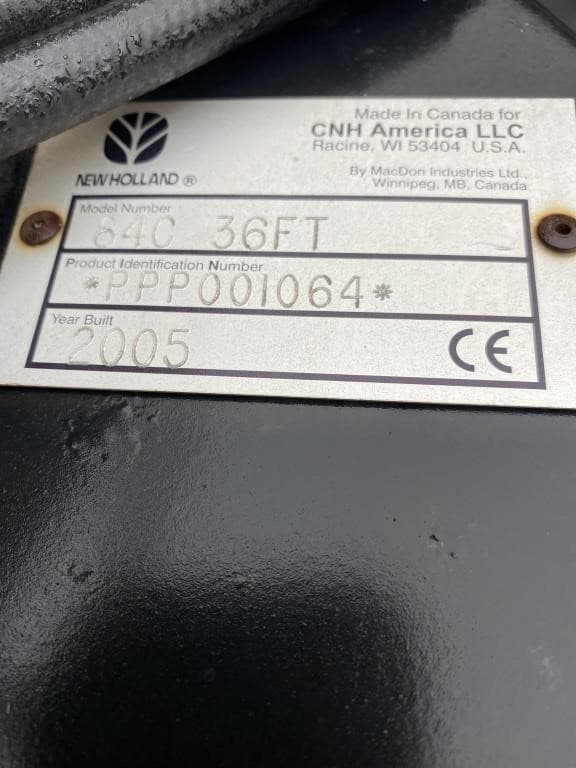 Made In Canada for
CNH America LLC
Racine, WI 53404 U.S.A.
By MacDon Industries Ltd.,
Winnipeg, MB, Canada
NEW HOLLAND ®
Model Number
84C 36FT
Product Identification Number
*PPP001064*
Year Built
2005
CE